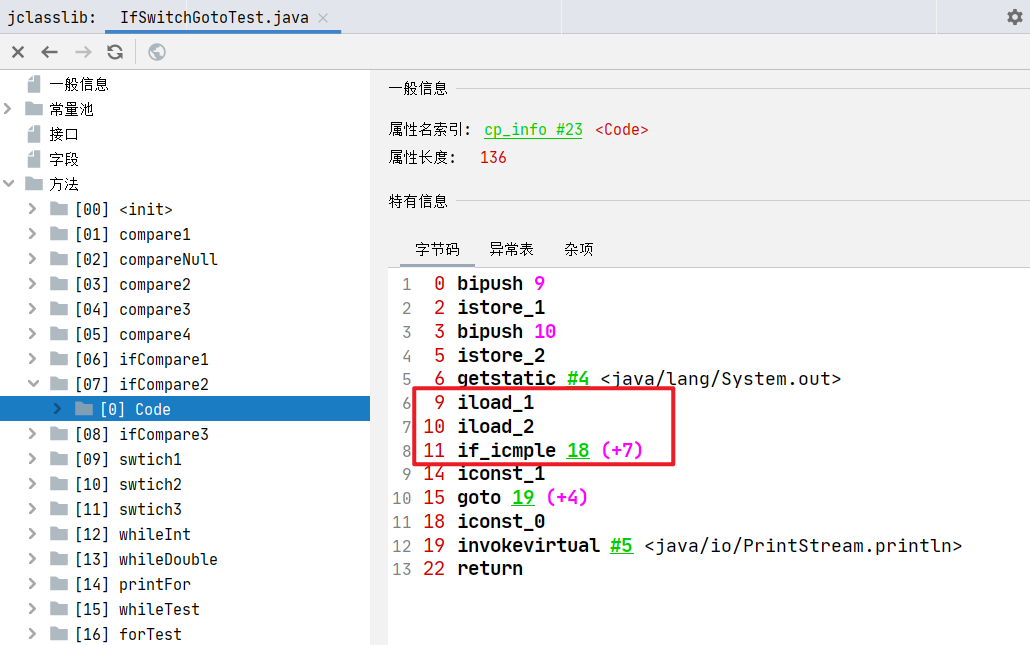 jclasslib: IfSwitchGotoTest.java
一般信息
常量池
接口
字段
方法
[00] <init>
[01] compare1
[02] compareNull
[03] compare2
[04] compare3
[05] compare4
[06] ifCompare1
[07] ifCompare2
[0] Code
[08] ifCompare3
[09] swtich1
[10] swtich2
[11] swtich3
[12] whileInt
[13] whileDouble
[14] printFor
[15] whileTest
[16] forTest
一般信息
属性名索引: cp_info #23 <Code>
属性长度: 136
特有信息
字节码 异常表 杂项
1 0 bipush 9
2 2 istore_1
3 3 bipush 10
4 5 istore_2
5 6 getstatic #4 <java/lang/System.out>
6 9 iload_1
7 10 iload_2
8 11 if_icmple 18 (+7)
9 14 iconst_1
10 15 goto 19 (+4)
11 18 iconst_0
12 19 invokevirtual #5 <java/io/PrintStream.println>
13 22 return